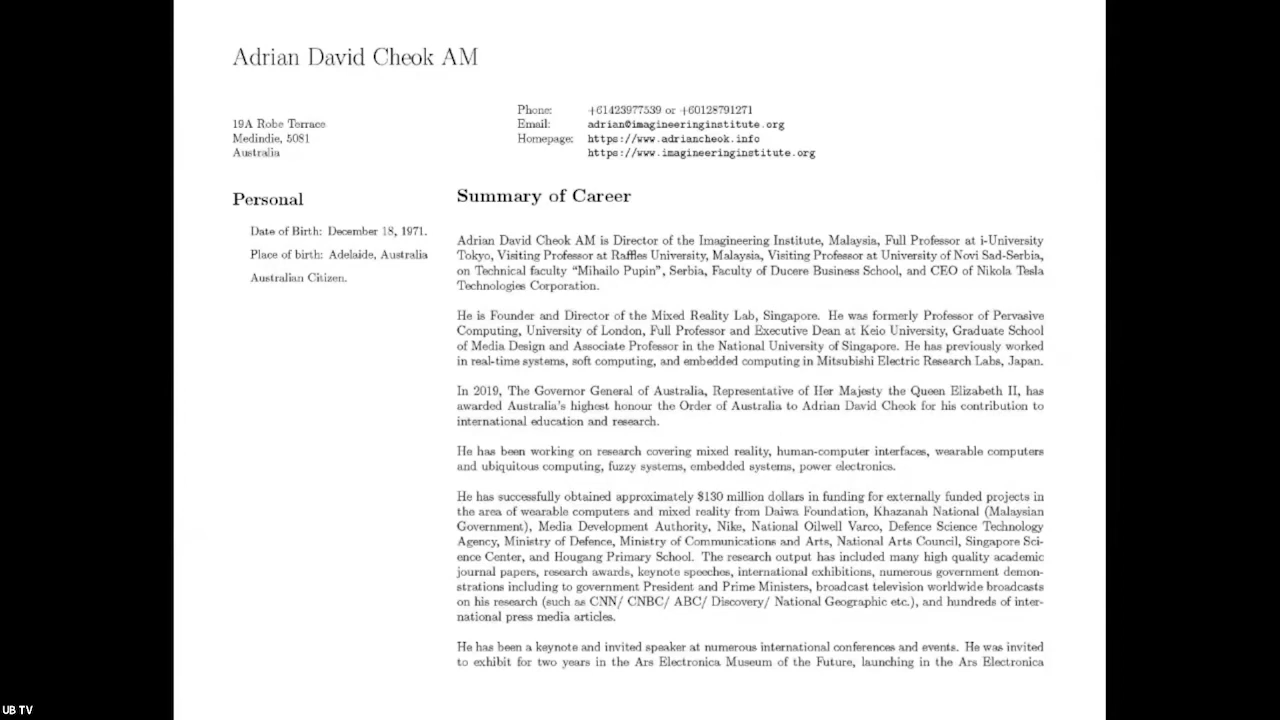 Adrian David Cheok AM
19A Robe Terrace
Medindie, 5081
Australia
Phone: +61423977539 or +60128791271
Email: adrian@imagineeringinstitute.org
Homepage: https://www.adriancheok.info
https://www.imagineeringinstitute.org
Personal
Date of Birth: December 18, 1971.
Place of birth: Adelaide, Australia
Australian Citizen.
Summary of Career
Adrian David Cheok AM is Director of the Imagineering Institute, Malaysia, Full Professor at i-University
Tokyo, Visiting Professor at Raffles University, Malaysia, Visiting Professor at University of Novi Sad-Serbia,
on Technical faculty “Mihailo Pupin”, Serbia, Faculty of Ducere Business School, and CEO of Nikola Tesla
Technologies Corporation.
He is Founder and Director of the Mixed Reality Lab, Singapore. He was formerly Professor of Pervasive
Computing, University of London, Full Professor and Executive Dean at Keio University, Graduate School
of Media Design and Associate Professor in the National University of Singapore. He has previously worked
in real-time systems, soft computing, and embedded computing in Mitsubishi Electric Research Labs, Japan.
In 2019, The Governor General of Australia, Representative of Her Majesty the Queen Elizabeth II, has
awarded Australia’s highest honour the Order of Australia to Adrian David Cheok for his contribution to
international education and research.
He has been working on research covering mixed reality, human-computer interfaces, wearable computers
and ubiquitous computing, fuzzy systems, embedded systems, power electronics.
He has successfully obtained approximately $130 million dollars in funding for externally funded projects in
the area of wearable computers and mixed reality from Daiwa Foundation, Khazanah National (Malaysian
Government), Media Development Authority, Nike, National Oilwell Varco, Defence Science Technology
Agency, Ministry of Defence, Ministry of Communications and Arts, National Arts Council, Singapore Sci-
ence Center, and Hougang Primary School. The research output has included many high quality academic
journal papers, research awards, keynote speeches, international exhibitions, numerous government demon-
strations including to government President and Prime Ministers, broadcast television worldwide broadcasts
on his research (such as CNN/ CNBC/ ABC/ Discovery/ National Geographic etc.), and hundreds of inter-
national press media articles.
He has been a keynote and invited speaker at numerous international conferences and events. He was invited
to exhibit for two years in the Ars Electronica Museum of the Future, launching in the Ars Electronica
UB TV